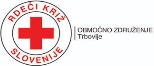 RDEČI KRIŽ
SLOVENIJE
OBMOČNO ZDRUŽENJE
Trbovlje